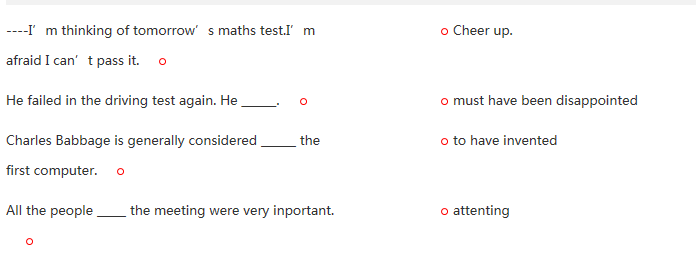 ----I’ m thinking of tomorrow’ s maths test.I’ m
o Cheer up.
afraid I can’ t pass it. o
He failed in the driving test again. He _____. o
o must have been disappointed
Charles Babbage is generally considered _____ the
o to have invented
first computer. o
All the people ____ the meeting were very inportant.
o attenting
o